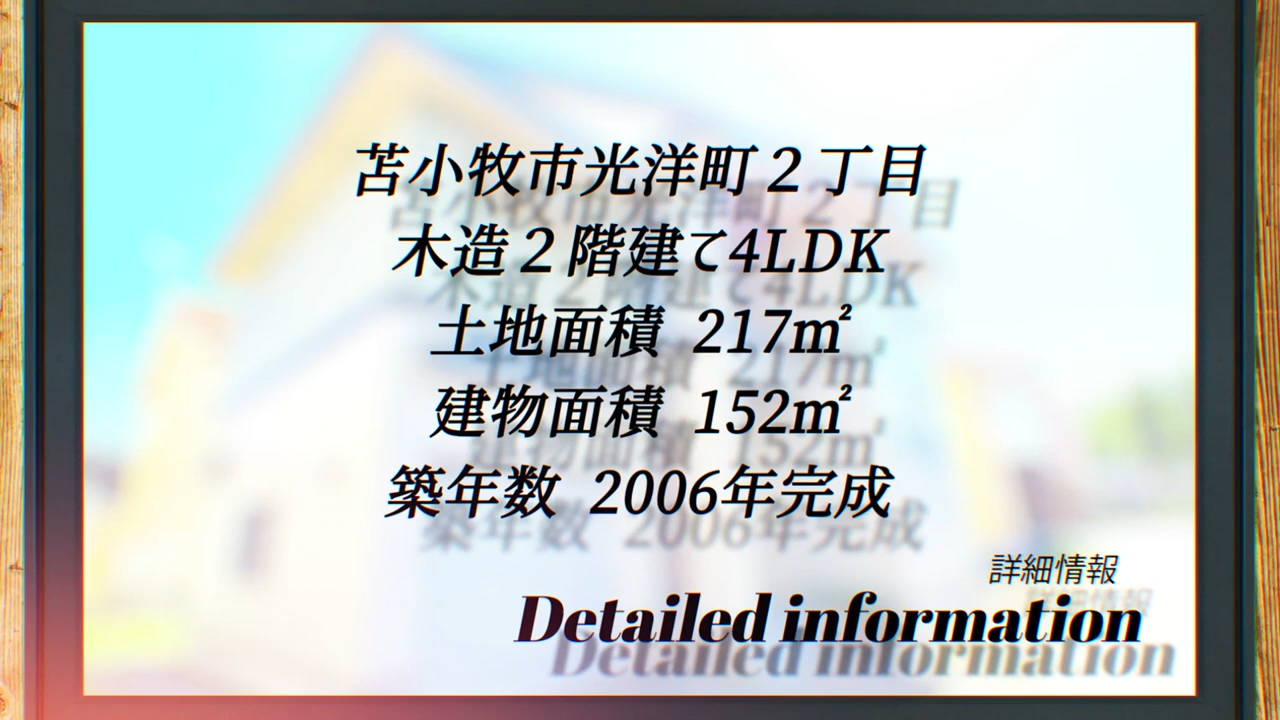 苫小牧市光洋町２丁目
木造２階建て4LDK
土地面積 217m²
建物面積 152m²
築年数 2006年完成
詳細情報
Detailed information